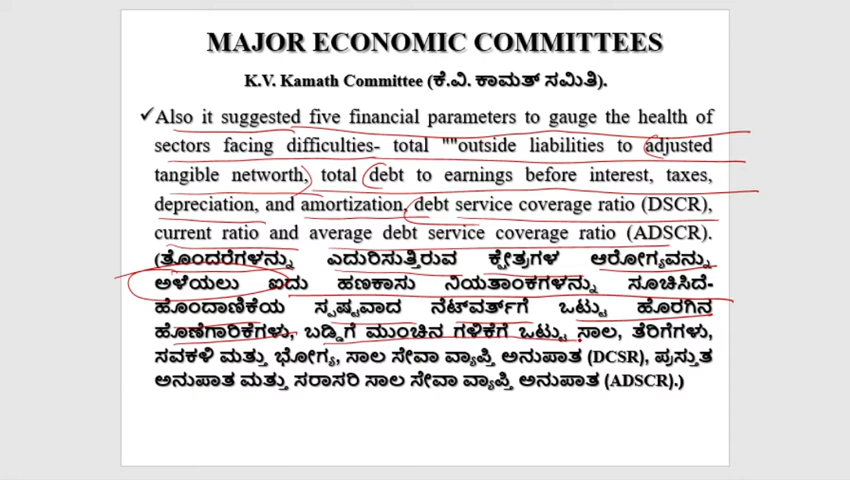 MAJOR ECONOMIC COMMITTEES
K.V. Kamath Committee (ಕೆ.ವಿ. ಕಾಮತ್ ಸಮಿತಿ).
✓Also it suggested five financial parameters to gauge the health of
sectors facing difficulties- total ""outside liabilities to adjusted
tangible networth, total debt to earnings before interest, taxes,
depreciation, and amortization, debt service coverage ratio (DSCR),
current ratio and average debt service coverage ratio (ADSCR).
(ತೊಂದರೆಗಳನ್ನು ಎದುರಿಸುತ್ತಿರುವ ಕ್ಷೇತ್ರಗಳ ಆರೋಗ್ಯವನ್ನು
ಅಳೆಯಲು ಐದು ಹಣಕಾಸು ನಿಯತಾಂಕಗಳನ್ನು ಸೂಚಿಸಿದೆ-
ಹೊಂದಾಣಿಕೆಯ ಸ್ಪಷ್ಟವಾದ ನೆಟ್‌ವರ್ತ್‌ಗೆ ಒಟ್ಟು ಹೊರಗಿನ
ಹೊಣೆಗಾರಿಕೆಗಳು, ಬಡ್ಡಿಗೆ ಮುಂಚಿನ ಗಳಿಕೆಗೆ ಒಟ್ಟು ಸಾಲ, ತೆರಿಗೆಗಳು,
ಸವಕಳಿ ಮತ್ತು ಭೋಗ್ಯ, ಸಾಲ ಸೇವಾ ವ್ಯಾಪ್ತಿ ಅನುಪಾತ (DCSR), ಪ್ರಸ್ತುತ
ಅನುಪಾತ ಮತ್ತು ಸರಾಸರಿ ಸಾಲ ಸೇವಾ ವ್ಯಾಪ್ತಿ ಅನುಪಾತ (ADSCR).)